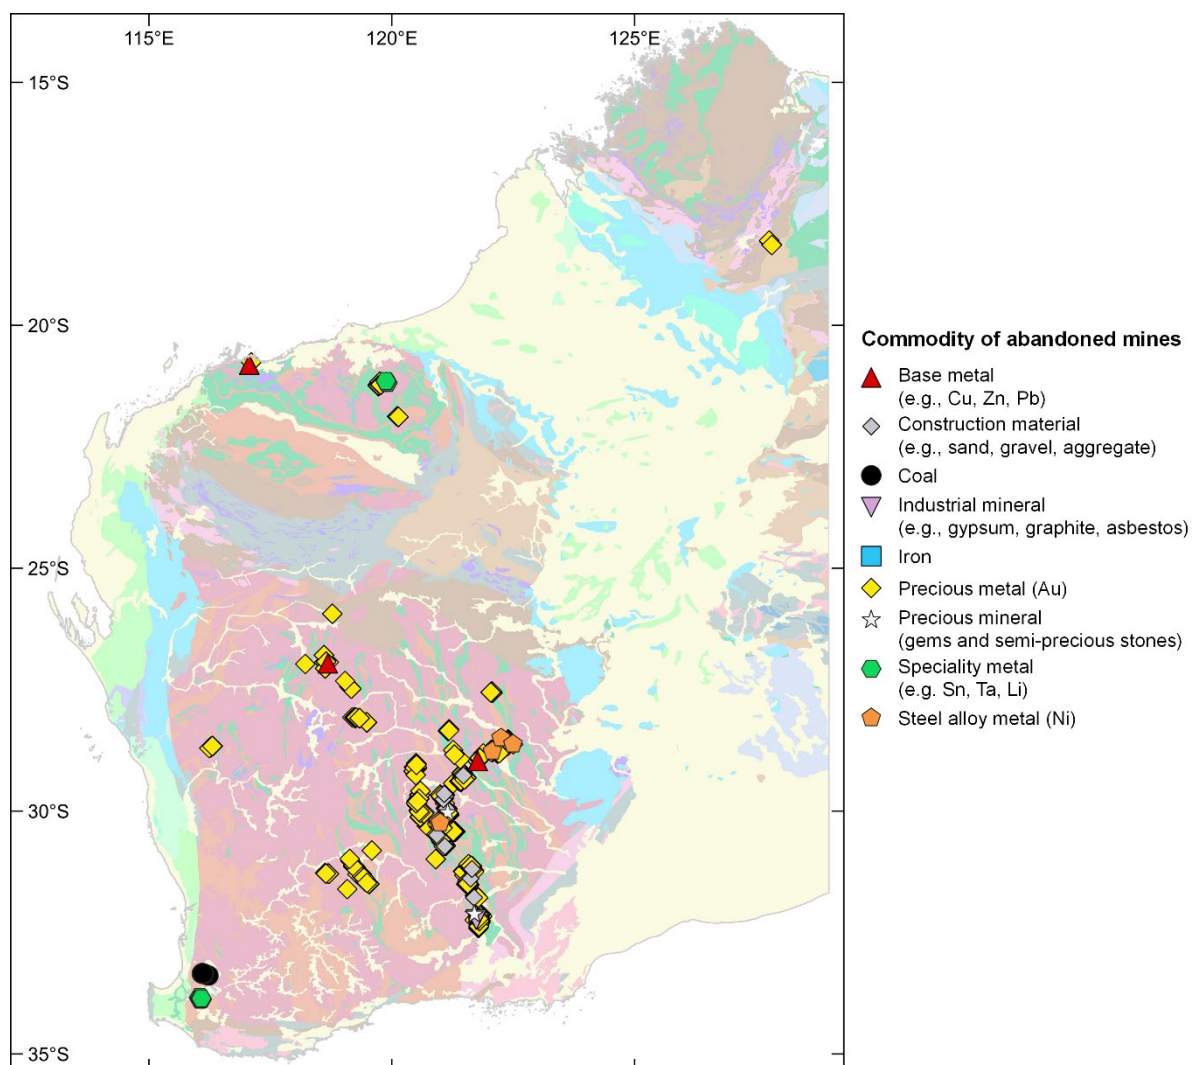 115°E 120°E 125°E
15°S
20°S
25°S
30°S
35°S
Commodity of abandoned mines
Base metal
(e.g., Cu, Zn, Pb)
Construction material
(e.g., sand, gravel, aggregate)
Coal
Industrial mineral
(e.g., gypsum, graphite, asbestos)
Iron
Precious metal (Au)
Precious mineral
(gems and semi-precious stones)
Speciality metal
(e.g. Sn, Ta, Li)
Steel alloy metal (Ni)